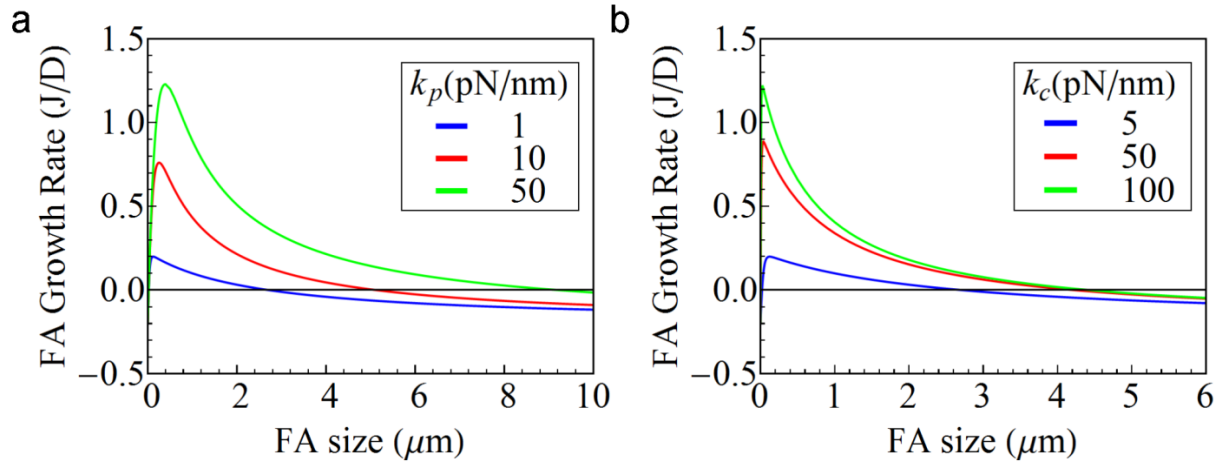 a
b
FA Growth Rate (J/D)
1.5
1.0
0.5
0.0
−0.5
0 2 4 6 8 10
FA size (μm)
k_p(pN/nm)
1
10
50
FA Growth Rate (J/D)
1.5
1.0
0.5
0.0
−0.5
0 1 2 3 4 5 6
FA size (μm)
k_c(pN/nm)
5
50
100